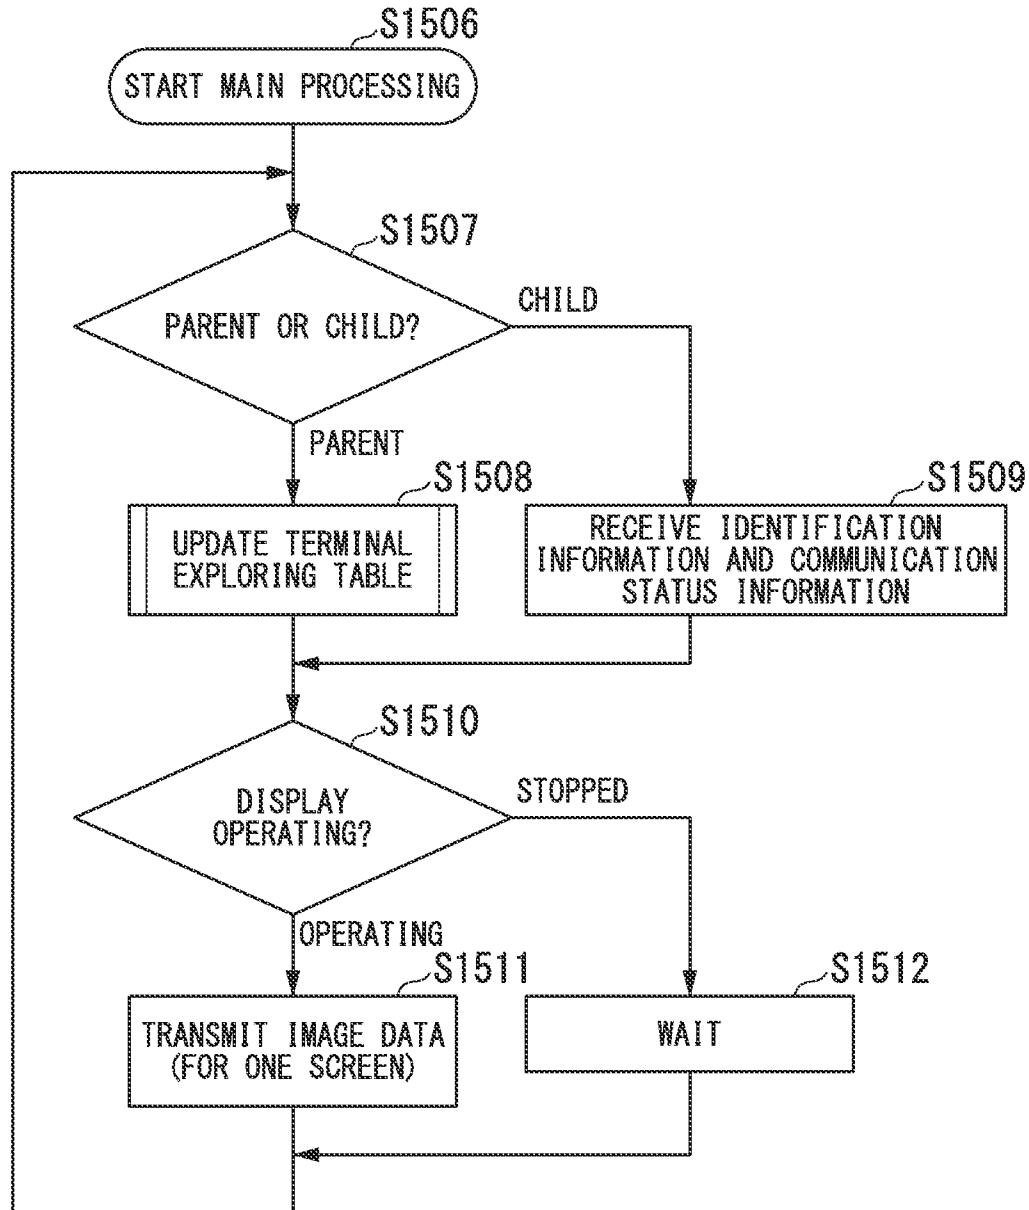 S1506
START MAIN PROCESSING
S1507
PARENT OR CHILD?
CHILD
PARENT
S1508
UPDATE TERMINAL
EXPLORING TABLE
S1509
RECEIVE IDENTIFICATION
INFORMATION AND COMMUNICATION
STATUS INFORMATION
S1510
DISPLAY
OPERATING?
STOPPED
OPERATING
S1511
TRANSMIT IMAGE DATA
(FOR ONE SCREEN)
S1512
WAIT